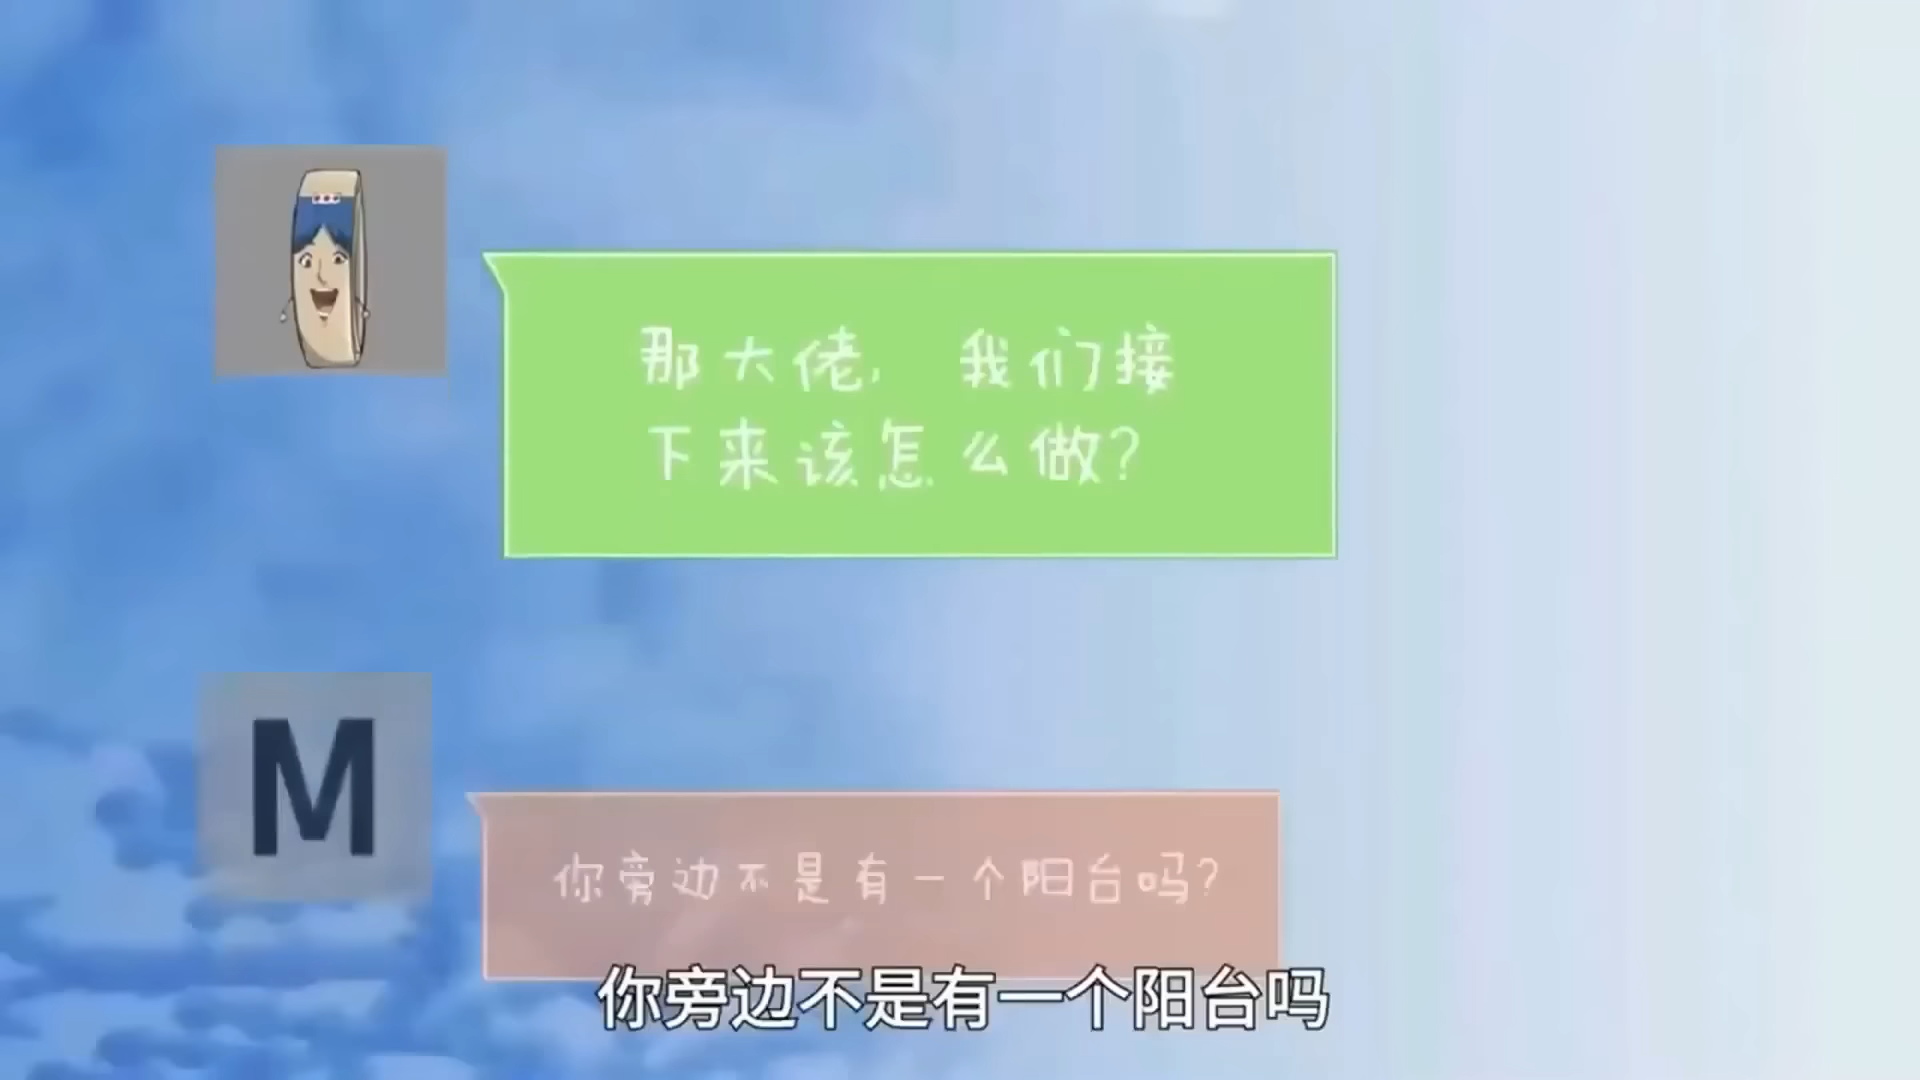 那大佬，我们接
下来该怎么做？
M
你旁边不是有一个阳台吗？
你旁边不是有一个阳台吗